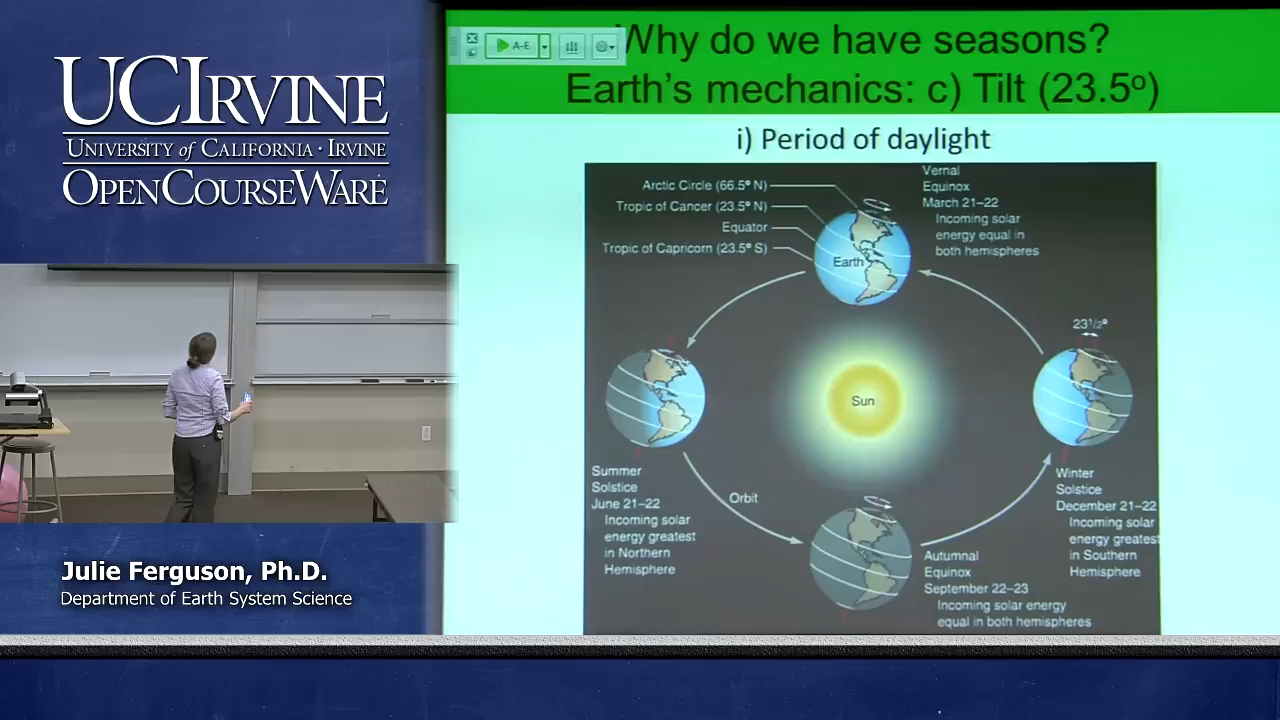 UCIRVINE
UNIVERSITY of CALIFORNIA · IRVINE
OPENCOURSEWARE
Julie Ferguson, Ph.D.
Department of Earth System Science
A-E
Why do we have seasons?
Earth's mechanics: c) Tilt (23.5º)
i) Period of daylight
Arctic Circle (66.5º N)
Tropic of Cancer (23.5º N)
Equator
Tropic of Capricorn (23.5º S)
Earth
Vernal
Equinox
March 21–22
Incoming solar
energy equal in
both hemispheres
23½º
Sun
Summer
Solstice
June 21–22
Incoming solar
energy greatest
in Northern
Hemisphere
Orbit
Winter
Solstice
December 21–22
Incoming solar
energy greatest
in Southern
Hemisphere
Autumnal
Equinox
September 22–23
Incoming solar energy
equal in both hemispheres